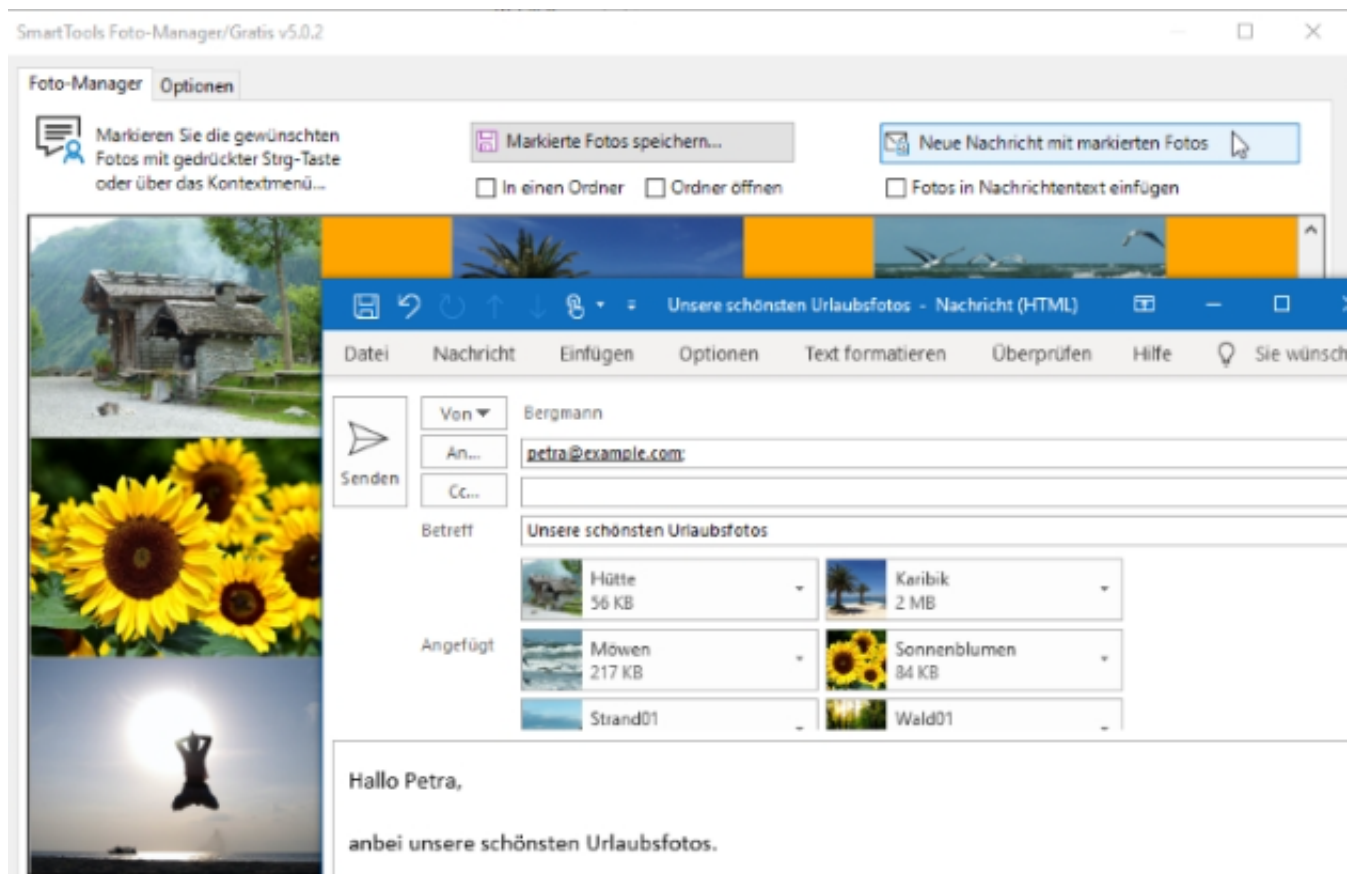 SmartTools Foto-Manager/Gratis v5.0.2
Foto-Manager Optionen
Markieren Sie die gewünschten
Fotos mit gedrückter Strg-Taste
oder über das Kontextmenü...
Markierte Fotos speichern...
In einen Ordner Ordner öffnen
Neue Nachricht mit markierten Fotos
Fotos in Nachrichtentext einfügen
Unsere schönsten Urlaubsfotos - Nachricht (HTML)
Datei Nachricht Einfügen Optionen Text formatieren Überprüfen Hilfe Sie wünsch
Senden
Von Bergmann
An... petra@example.com;
Cc...
Betreff Unsere schönsten Urlaubsfotos
Angefügt
Hütte
56 KB
Karibik
2 MB
Möwen
217 KB
Sonnenblumen
84 KB
Strand01
Wald01
Hallo Petra,
anbei unsere schönsten Urlaubsfotos.